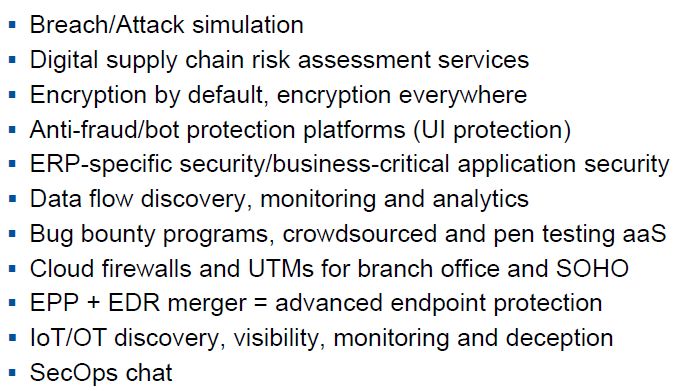 ▪ Breach/Attack simulation
▪ Digital supply chain risk assessment services
▪ Encryption by default, encryption everywhere
▪ Anti-fraud/bot protection platforms (UI protection)
▪ ERP-specific security/business-critical application security
▪ Data flow discovery, monitoring and analytics
▪ Bug bounty programs, crowdsourced and pen testing aaS
▪ Cloud firewalls and UTMs for branch office and SOHO
▪ EPP + EDR merger = advanced endpoint protection
▪ IoT/OT discovery, visibility, monitoring and deception
▪ SecOps chat